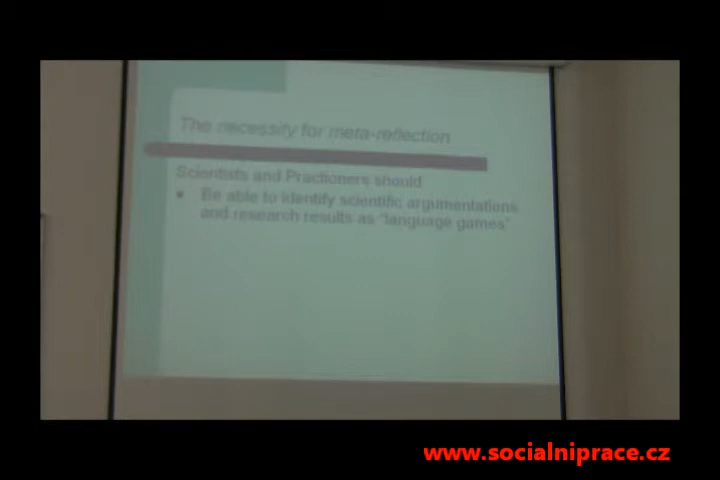 The necessity for meta-reflection
Scientists and Practioners should
Be able to identify scientific argumentations
and research results as "language games"
www.socialniprace.cz